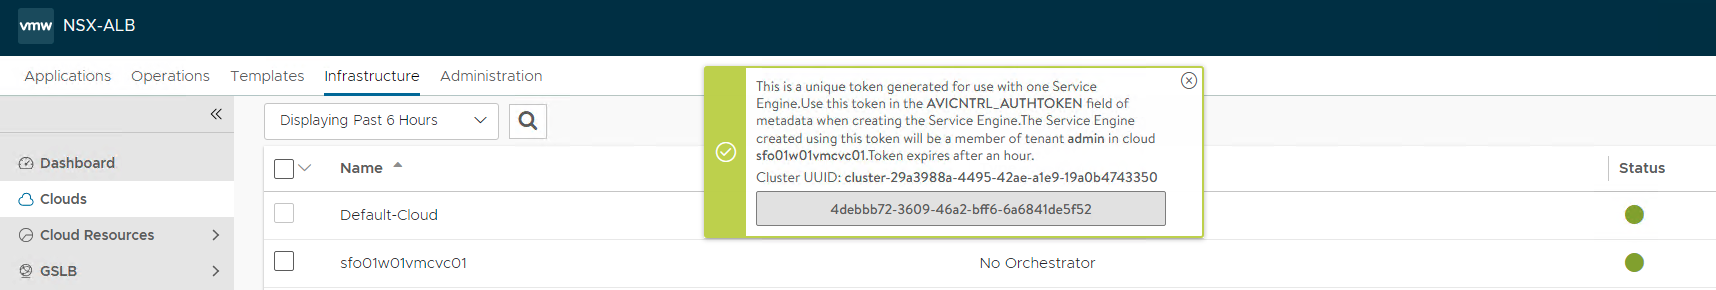 vmw NSX-ALB
Applications Operations Templates Infrastructure Administration
This is a unique token generated for use with one Service
Engine.Use this token in the AVICNTRL_AUTHTOKEN field of
metadata when creating the Service Engine.The Service Engine
created using this token will be a member of tenant admin in cloud
sfo01w01vmcvc01.Token expires after an hour.
Cluster UUID: cluster-29a3988a-4495-42ae-a1e9-19a0b4743350
4debbb72-3609-46a2-bff6-6a6841de5f52
Displaying Past 6 Hours
Dashboard
Clouds
Cloud Resources
GSLB
Name Status
Default-Cloud
sfo01w01vmcvc01 No Orchestrator